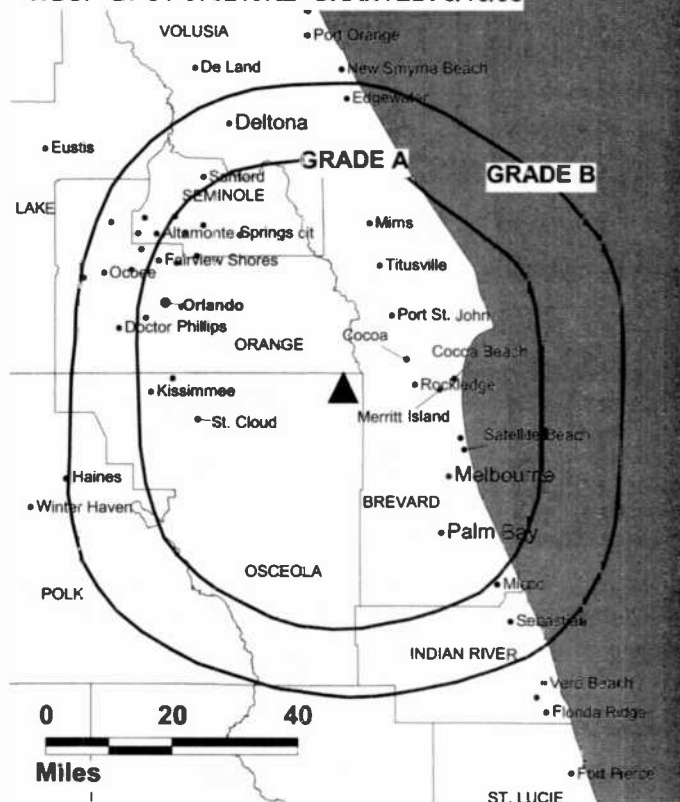 VOLUSIA
Port Orange
De Land
New Smyrna Beach
Edgewater
Deltona
Eustis
GRADE A
Sanford
GRADE B
SEMINOLE
LAKE
Mims
Altamonte Springs cit
Fairview Shores
Titusville
Ocoee
Orlando
Port St. John
Doctor Phillips
Cocoa
ORANGE
Cocoa Beach
Kissimmee
Rockledge
Merritt Island
St. Cloud
Satellite Beach
Haines
Melbourne
Winter Haven
BREVARD
Palm Bay
OSCEOLA
Micco
POLK
Sebastian
INDIAN RIVER
Vero Beach
0 20 40
Florida Ridge
Miles
Fort Pierce
ST. LUCIE